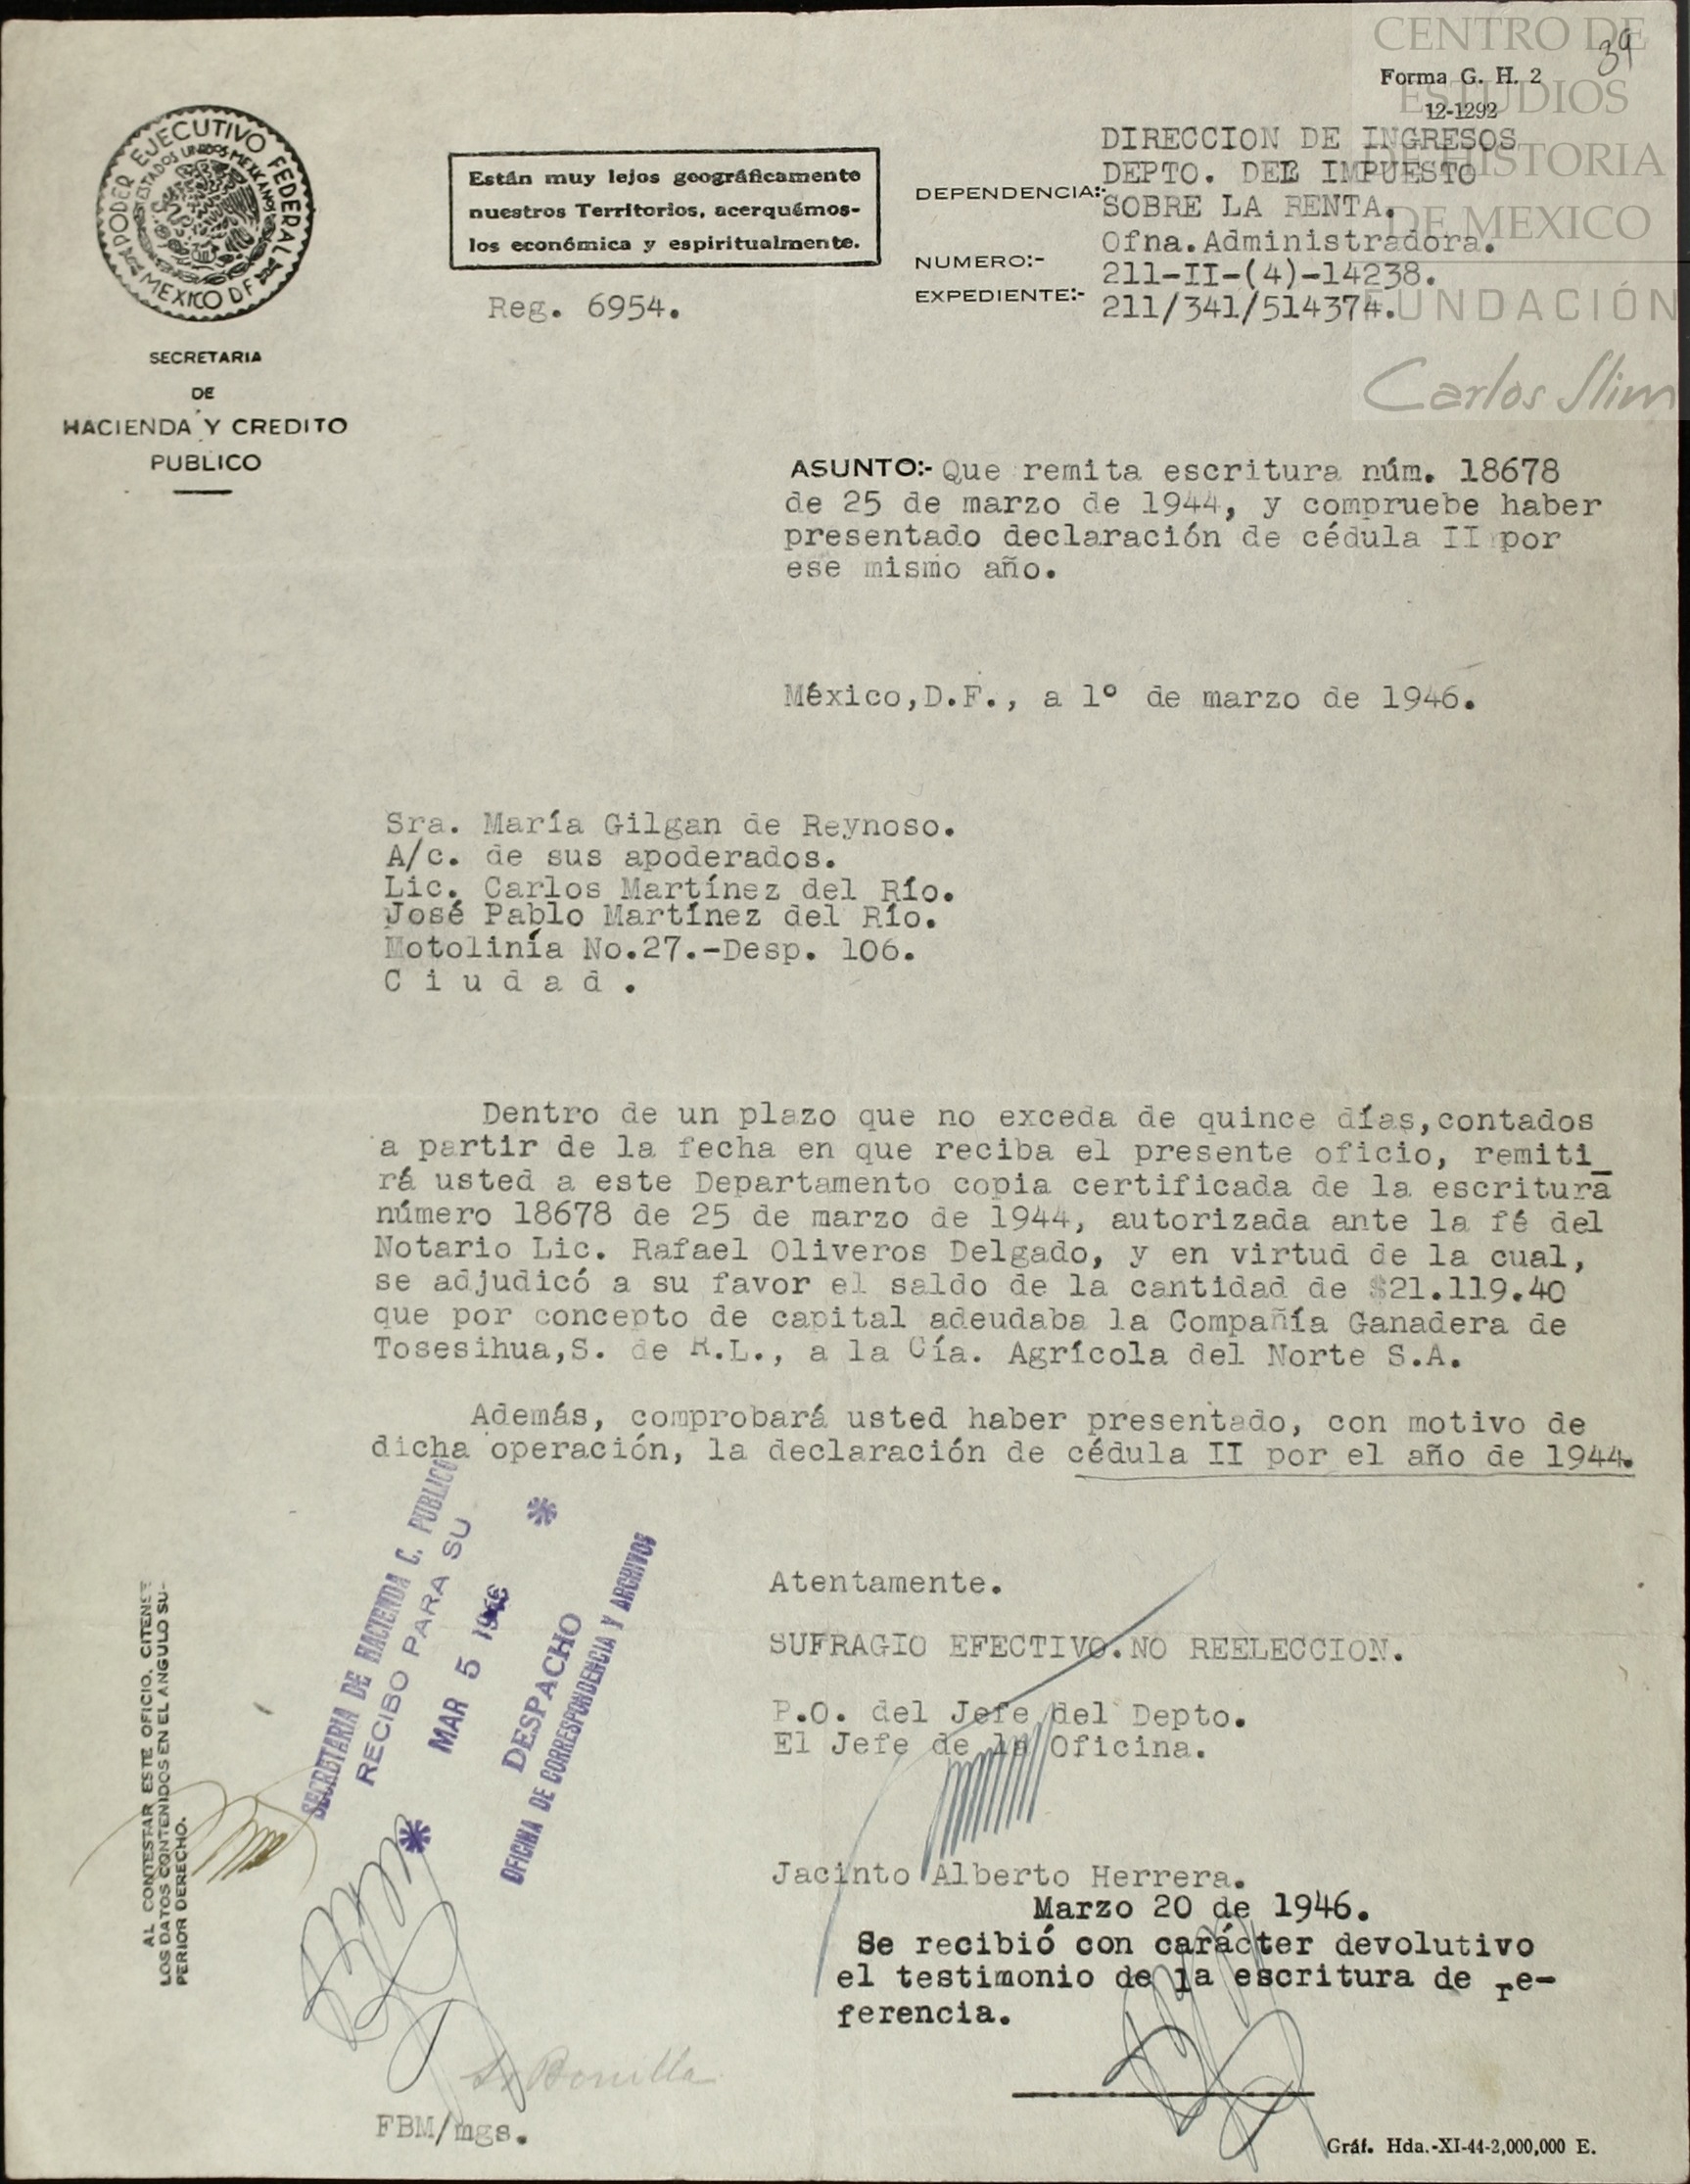 CENTRO DE
ESTUDIOS
DE HISTORIA
DE MEXICO
FUNDACIÓN
Carlos Slim
39
Forma G. H. 2
12-1292
PODER EJECUTIVO FEDERAL
ESTADOS UNIDOS MEXICANOS
MEXICO DF
SECRETARIA
DE
HACIENDA Y CREDITO
PUBLICO
Están muy lejos geográficamente
nuestros Territorios, acerquémos-
los económica y espiritualmente.
Reg. 6954.
DIRECCION DE INGRESOS
DEPTO. DEL IMPUESTO
DEPENDENCIA:-
SOBRE LA RENTA.
Ofna.Administradora.
NUMERO:- 211-II-(4)-14238.
EXPEDIENTE:- 211/341/514374.
ASUNTO:- Que remita escritura núm. 18678
de 25 de marzo de 1944, y compruebe haber
presentado declaración de cédula II por
ese mismo año.
México,D.F., a 1º de marzo de 1946.
Sra. María Gilgan de Reynoso.
A/c. de sus apoderados.
Lic. Carlos Martínez del Río.
José Pablo Martínez del Río.
Motolinía No.27.-Desp. 106.
C i u d a d .
Dentro de un plazo que no exceda de quince días,contados
a partir de la fecha en que reciba el presente oficio, remiti_
rá usted a este Departamento copia certificada de la escritura
número 18678 de 25 de marzo de 1944, autorizada ante la fé del
Notario Lic. Rafael Oliveros Delgado, y en virtud de la cual,
se adjudicó a su favor el saldo de la cantidad de $21.119.40
que por concepto de capital adeudaba la Compañía Ganadera de
Tosesihua,S. de R.L., a la Cía. Agrícola del Norte S.A.
Además, comprobará usted haber presentado, con motivo de
dicha operación, la declaración de cédula II por el año de 1944.
SECRETARIA DE HACIENDA C. PUBLICO
RECIBO PARA SU
MAR 5 1946
DESPACHO
OFICINA DE CORRESPONDENCIA Y ARCHIVOS
AL CONTESTAR ESTE OFICIO, CITENSE
LOS DATOS CONTENIDOS EN EL ANGULO SU-
PERIOR DERECHO.
Atentamente.
SUFRAGIO EFECTIVO.NO REELECCION.
P.O. del Jefe del Depto.
El Jefe de la Oficina.
Jacinto Alberto Herrera.
Marzo 20 de 1946.
Se recibió con carácter devolutivo
el testimonio de la escritura de re-
ferencia.
Bonilla
FBM/mgs.
Gráf. Hda.-XI-44-2,000,000 E.